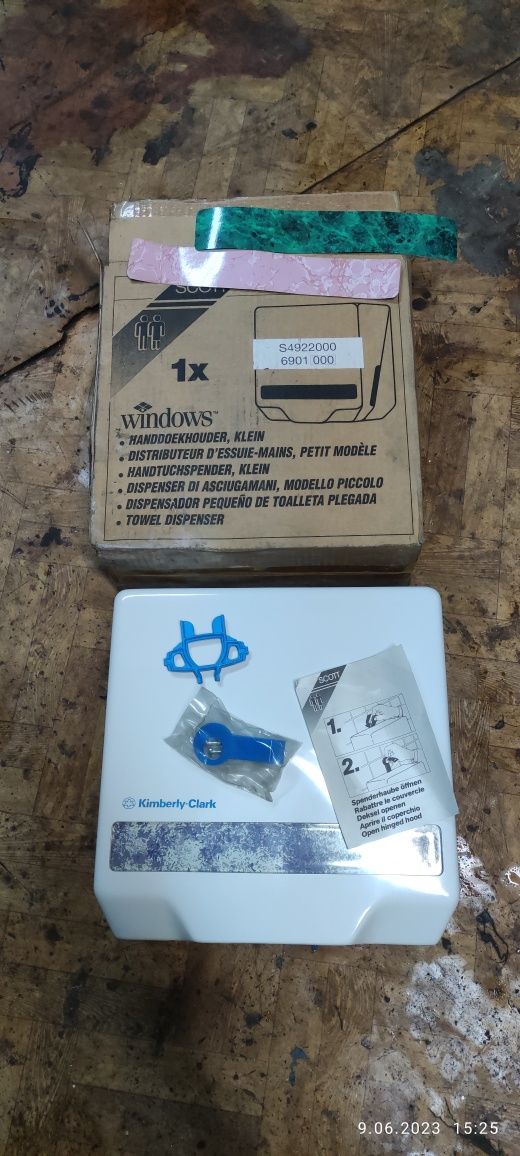 SCOTT
1x
S4922000
6901 000
windows™
• HANDDOEKHOUDER, KLEIN
• DISTRIBUTEUR D'ESSUIE-MAINS, PETIT MODÈLE
• HANDTUCHSPENDER, KLEIN
• DISPENSER DI ASCIUGAMANI, MODELLO PICCOLO
• DISPENSADOR PEQUEÑO DE TOALLETA PLEGADA
• TOWEL DISPENSER
SCOTT
1.
2.
Spenderhaube öffnen
Rabattre le couvercle
Deksel openen
Aprire il coperchio
Open hinged hood
Kimberly-Clark
9.06.2023 15:25